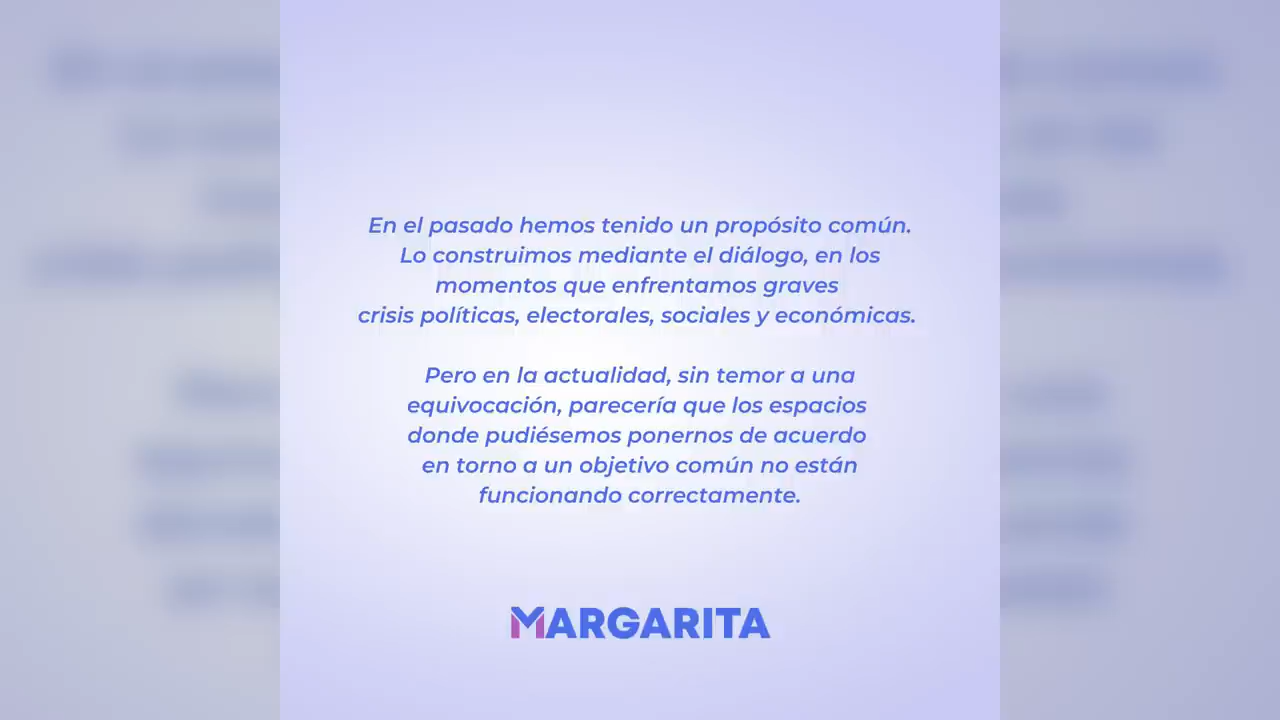 En el pasado hemos tenido un propósito común.
Lo construimos mediante el diálogo, en los
momentos que enfrentamos graves
crisis políticas, electorales, sociales y económicas.
Pero en la actualidad, sin temor a una
equivocación, parecería que los espacios
donde pudiésemos ponernos de acuerdo
en torno a un objetivo común no están
funcionando correctamente.
MARGARITA